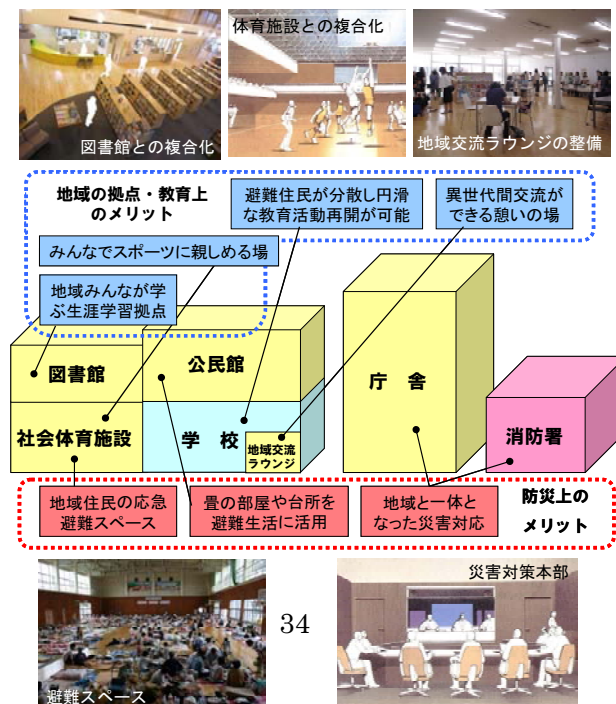 図書館との複合化
体育施設との複合化
地域交流ラウンジの整備
地域の拠点・教育上
のメリット
避難住民が分散し円滑
な教育活動再開が可能
異世代間交流が
できる憩いの場
みんなでスポーツに親しめる場
地域みんなが学
ぶ生涯学習拠点
図書館
公民館
庁 舎
社会体育施設
学 校
地域交流
ラウンジ
消防署
地域住民の応急
避難スペース
畳の部屋や台所を
避難生活に活用
地域と一体と
なった災害対応
防災上の
メリット
避難スペース
34
災害対策本部